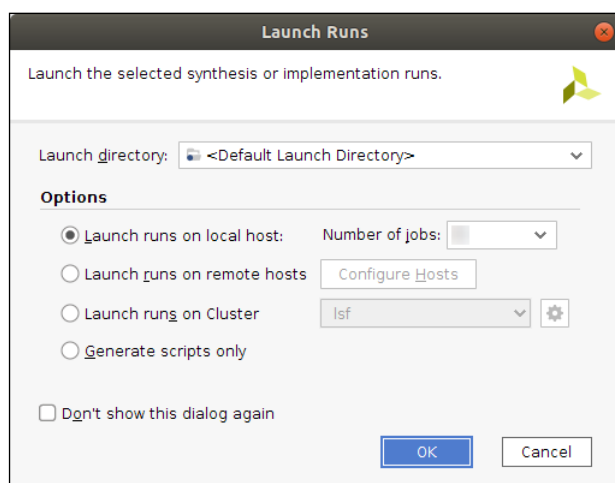 Launch Runs
Launch the selected synthesis or implementation runs.
Launch directory: <Default Launch Directory>
Options
Launch runs on local host: Number of jobs:
Launch runs on remote hosts Configure Hosts
Launch runs on Cluster lsf
Generate scripts only
Don't show this dialog again
OK Cancel